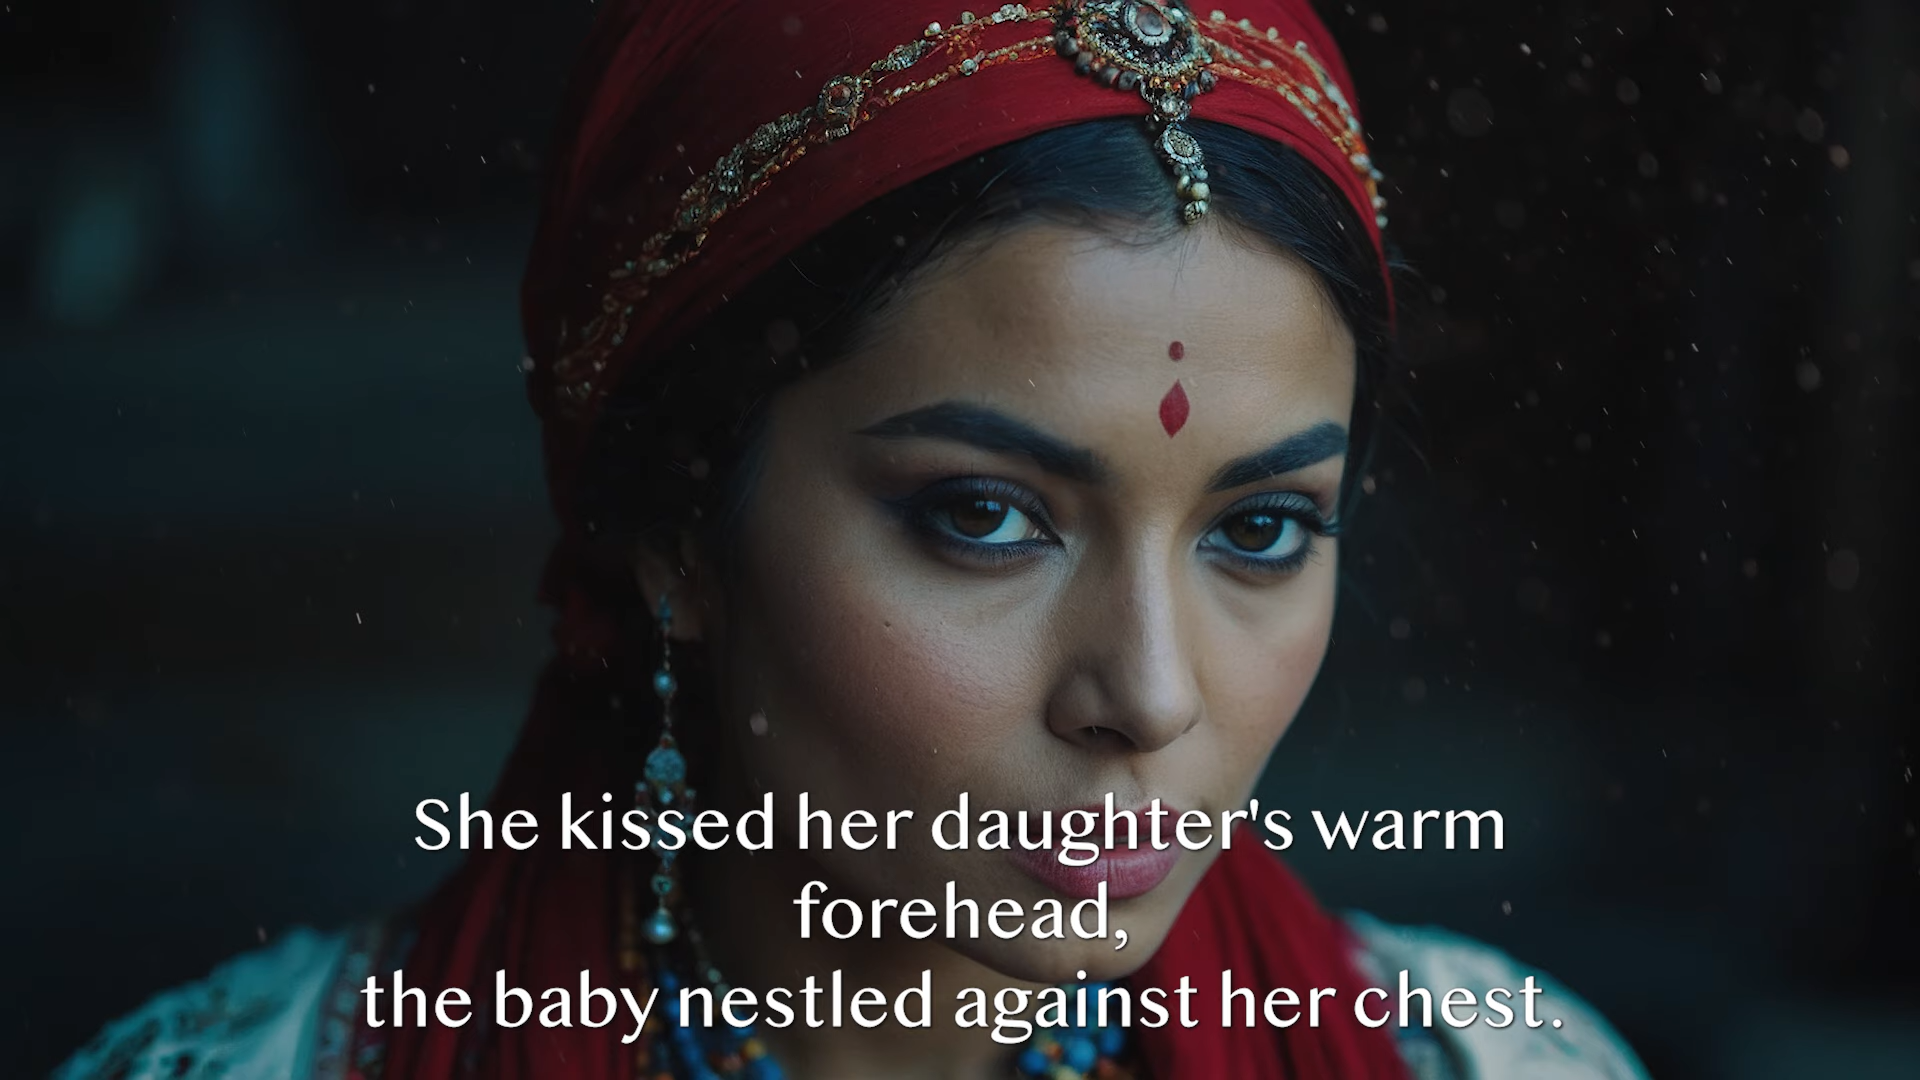 She kissed her daughter's warm
forehead,
the baby nestled against her chest.